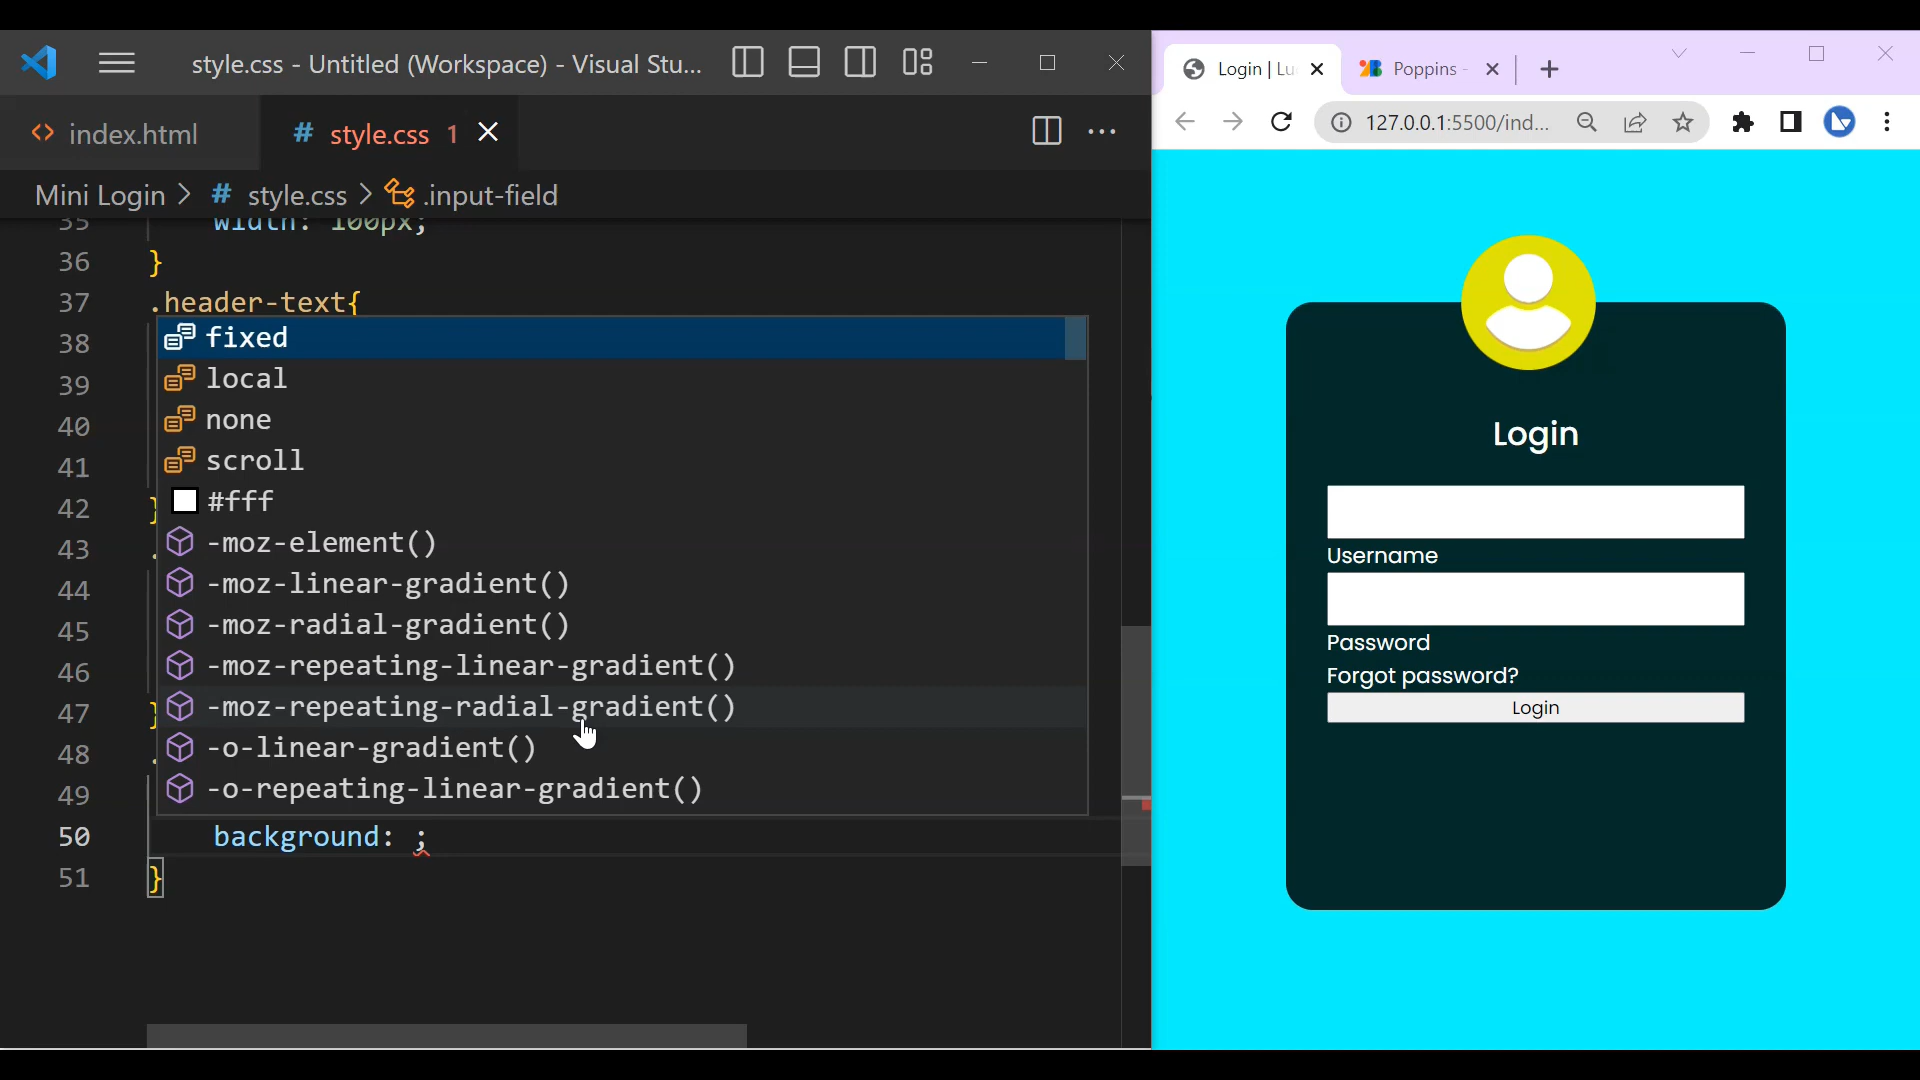 style.css - Untitled (Workspace) - Visual Stu...
index.html
# style.css 1
Mini Login > # style.css > .input-field
35 width: 100px;
36 }
37 .header-text{
38
39
40
41
42 }
43 .
44
45
46
47 }
48 .
49
50 background: ;
51 }
fixed
local
none
scroll
#fff
-moz-element()
-moz-linear-gradient()
-moz-radial-gradient()
-moz-repeating-linear-gradient()
-moz-repeating-radial-gradient()
-o-linear-gradient()
-o-repeating-linear-gradient()
Login | Lu
Poppins -
127.0.0.1:5500/ind...
Login
Username
Password
Forgot password?
Login